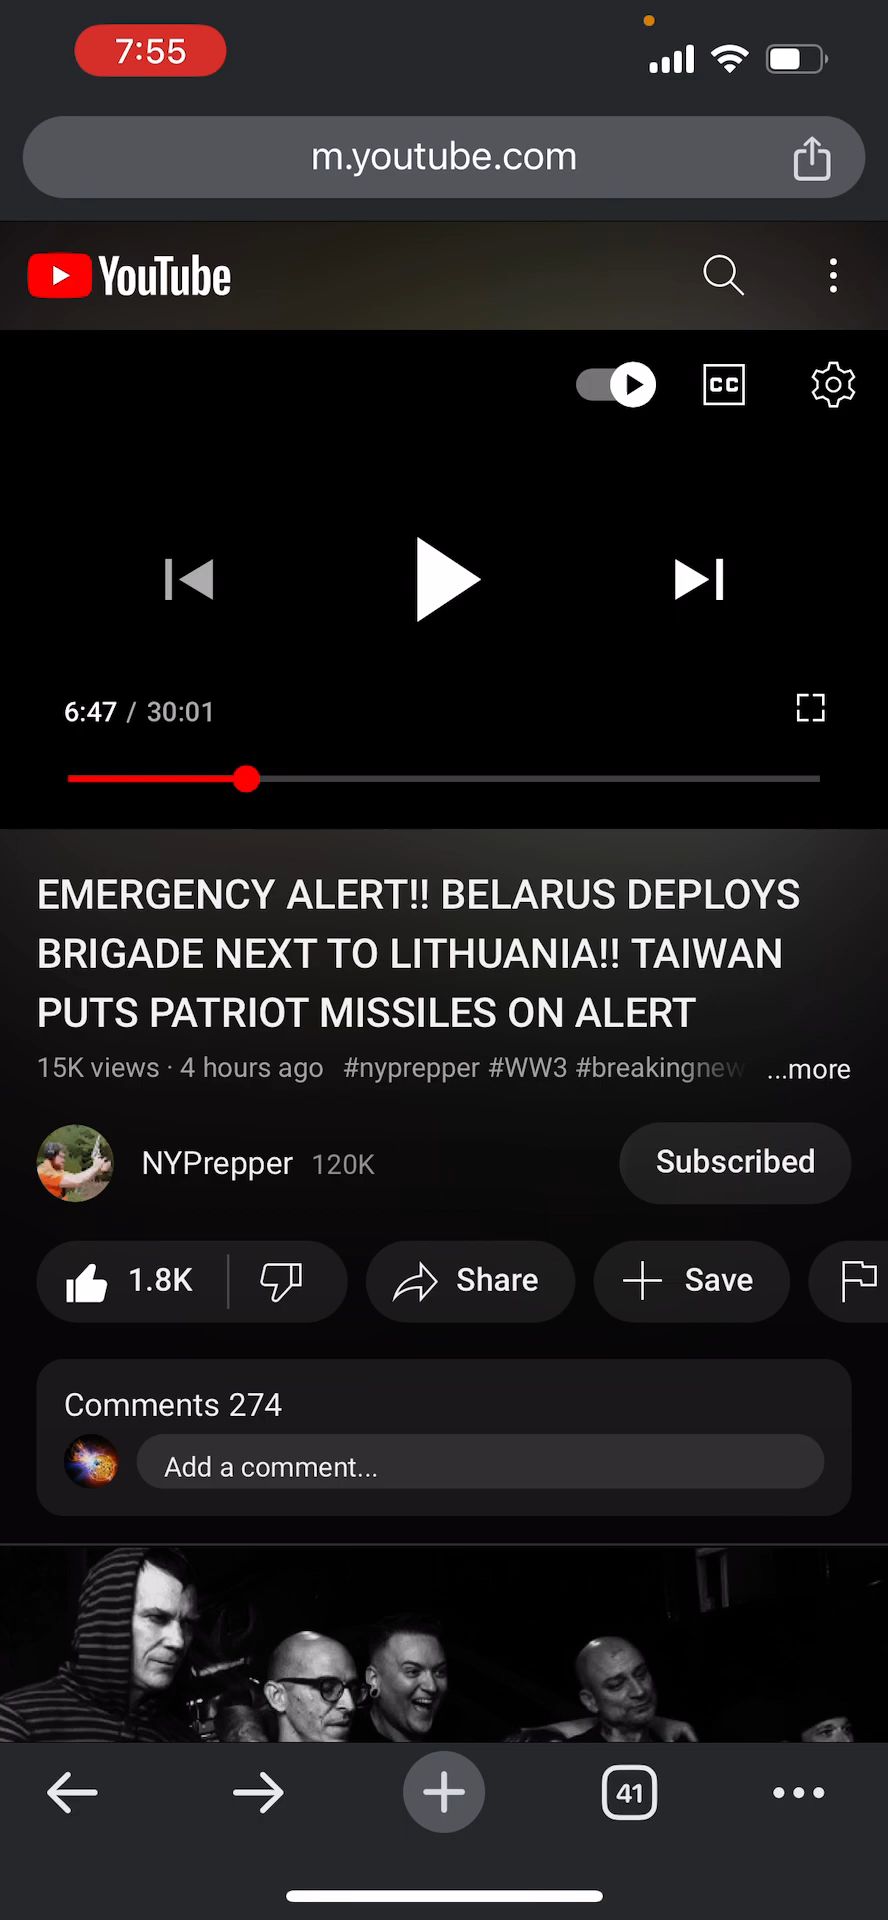 7:55
m.youtube.com
YouTube
CC
6:47 / 30:01
EMERGENCY ALERT!! BELARUS DEPLOYS
BRIGADE NEXT TO LITHUANIA!! TAIWAN
PUTS PATRIOT MISSILES ON ALERT
15K views · 4 hours ago #nyprepper #WW3 #breakingnew ...more
NYPrepper 120K
Subscribed
1.8K
Share
Save
Comments 274
Add a comment...
41